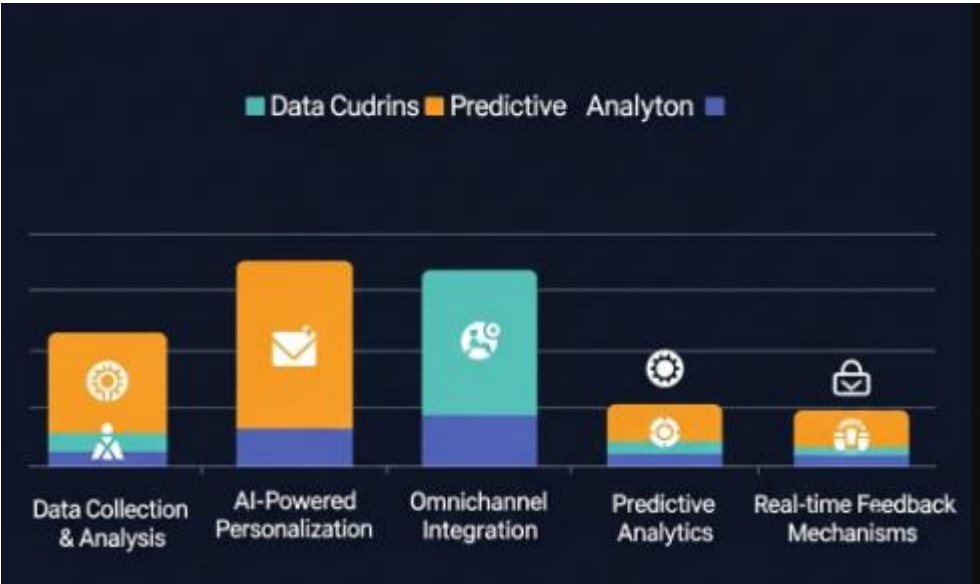 Data Cudrins Predictive Analyton
Data Collection
& Analysis
AI-Powered
Personalization
Omnichannel
Integration
Predictive
Analytics
Real-time Feedback
Mechanisms